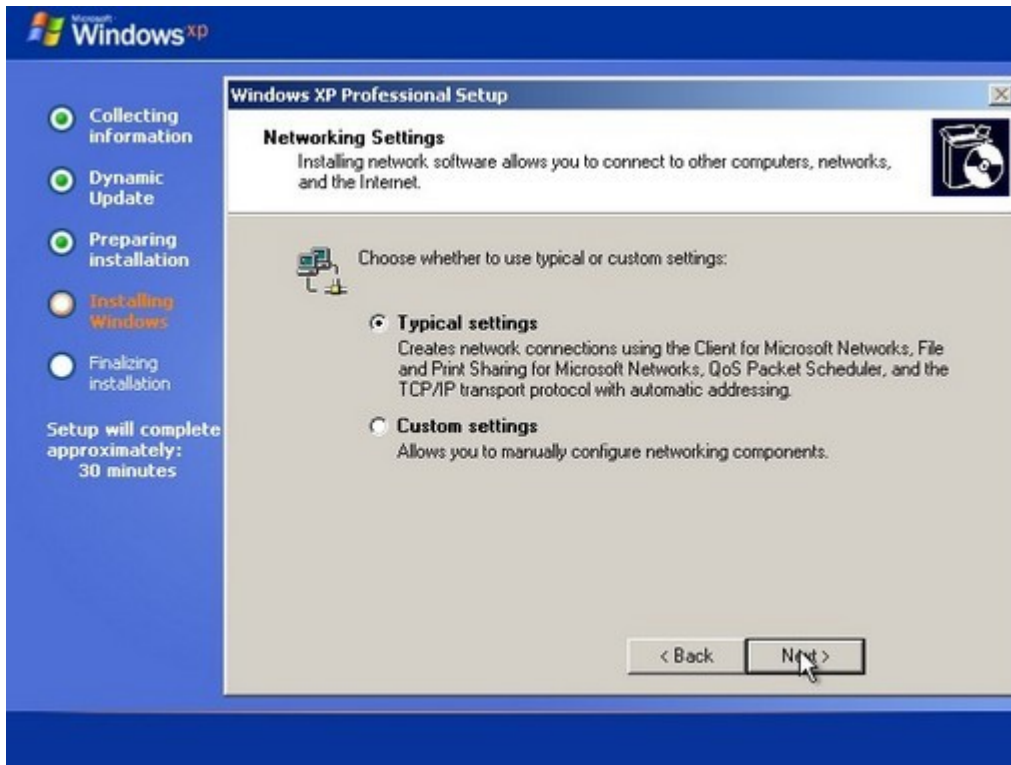 Microsoft
Windows xp
Collecting
information
Dynamic
Update
Preparing
installation
Installing
Windows
Finalizing
installation
Setup will complete
approximately:
30 minutes
Windows XP Professional Setup
Networking Settings
Installing network software allows you to connect to other computers, networks,
and the Internet.
Choose whether to use typical or custom settings:
Typical settings
Creates network connections using the Client for Microsoft Networks, File
and Print Sharing for Microsoft Networks, QoS Packet Scheduler, and the
TCP/IP transport protocol with automatic addressing.
Custom settings
Allows you to manually configure networking components.
< Back
Next >